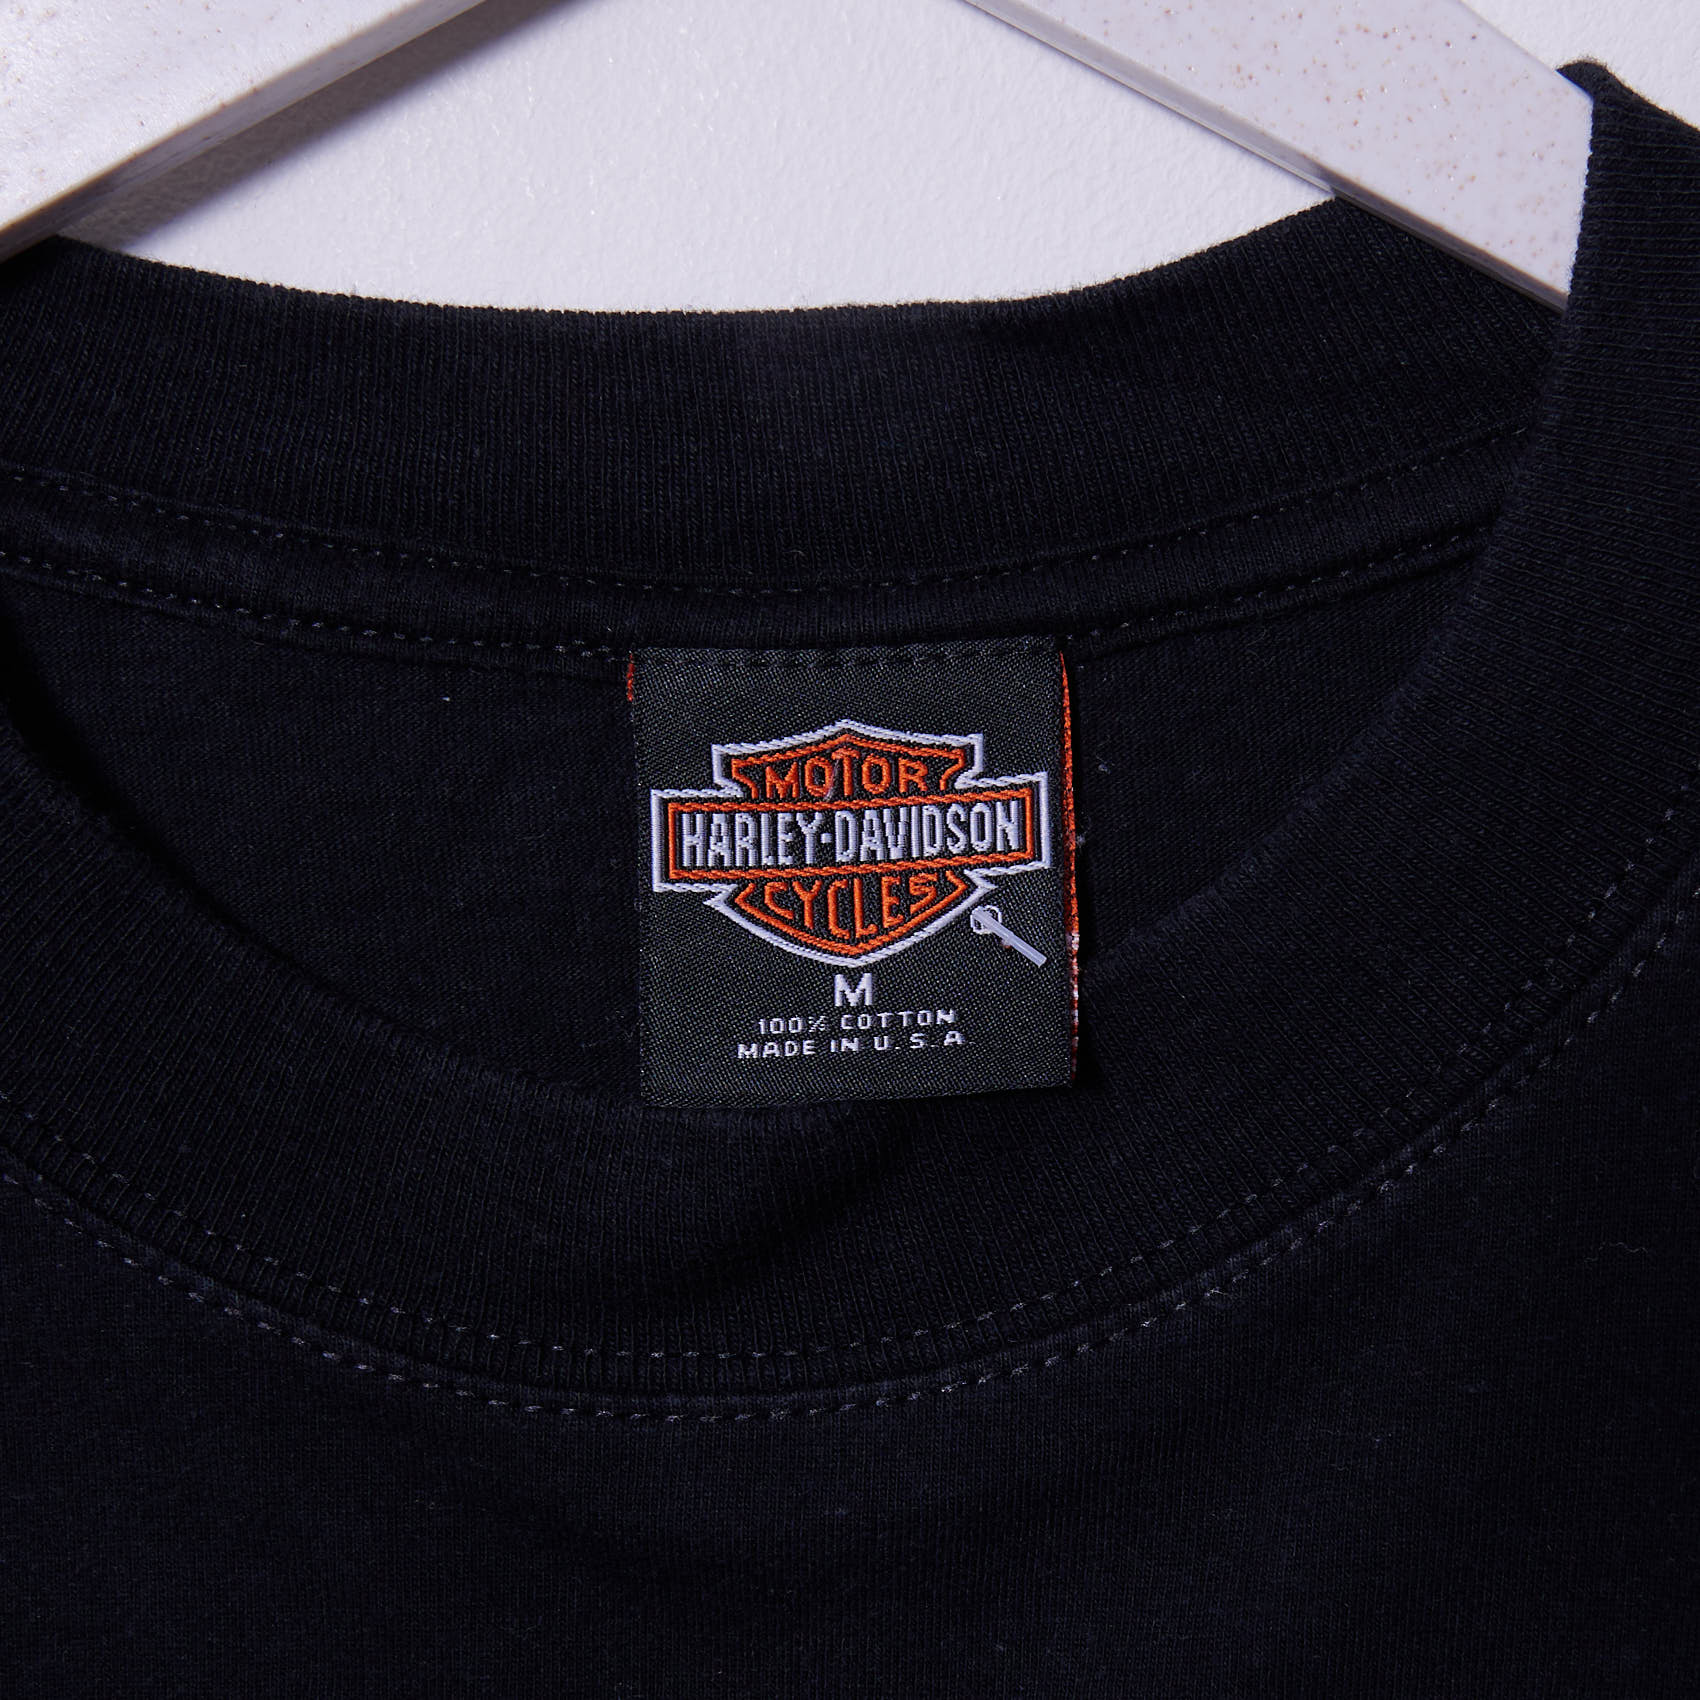 MOTOR
HARLEY-DAVIDSON
CYCLES
M
100% COTTON
MADE IN U.S.A